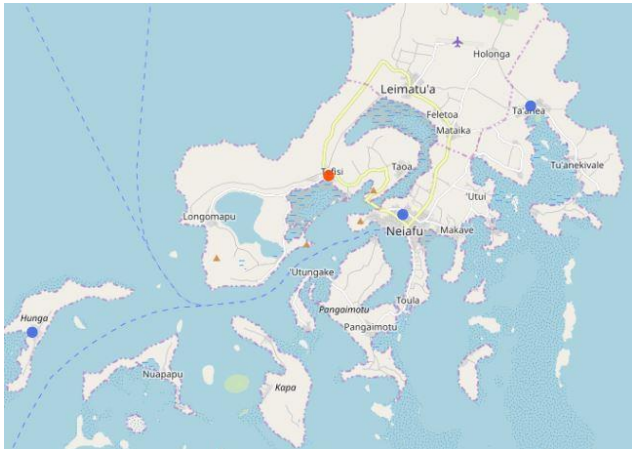 Holonga
Leimatu'a
Ta'anea
Feletoa
Mataika
Taoa
Tu'anekivale
'Utui
Longomapu
Neiafu
Makave
'Utungake
Toula
Pangaimotu
Hunga
Pangaimotu
Nuapapu
Kapa